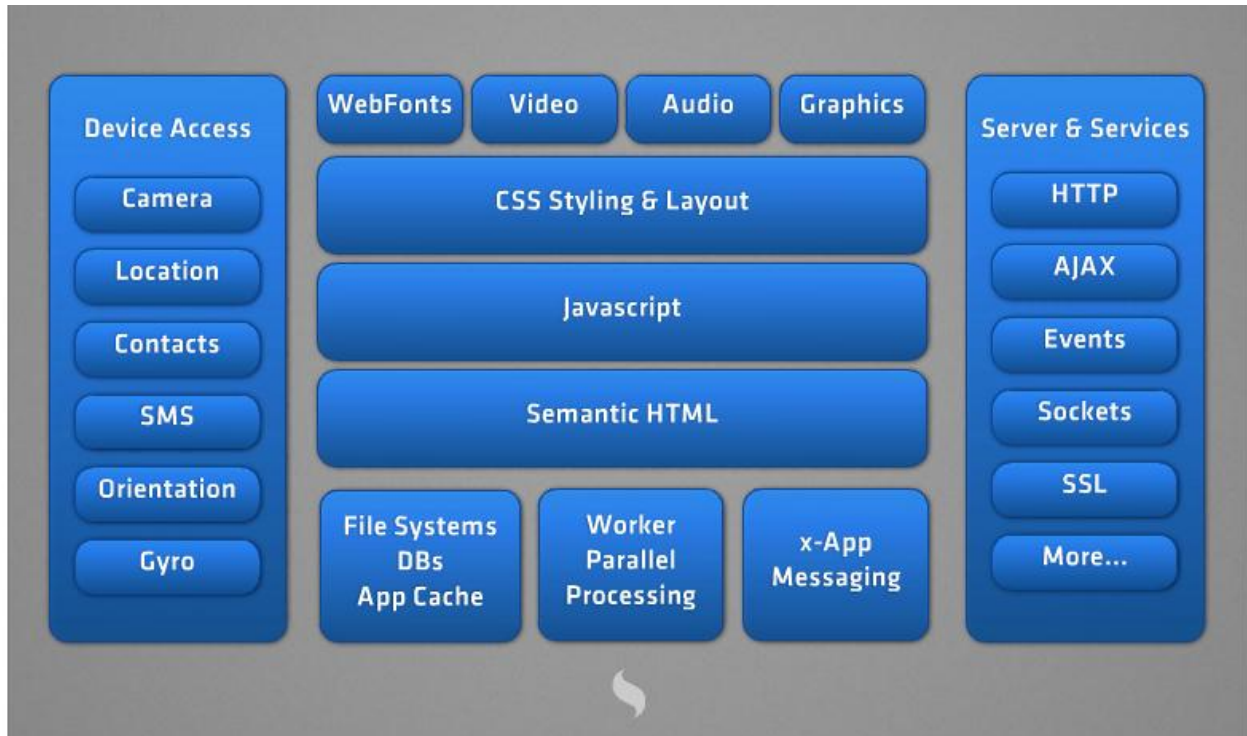 Device Access
Camera
Location
Contacts
SMS
Orientation
Gyro
WebFonts
Video
Audio
Graphics
CSS Styling & Layout
Javascript
Semantic HTML
File Systems
DBs
App Cache
Worker
Parallel
Processing
x-App
Messaging
Server & Services
HTTP
AJAX
Events
Sockets
SSL
More...